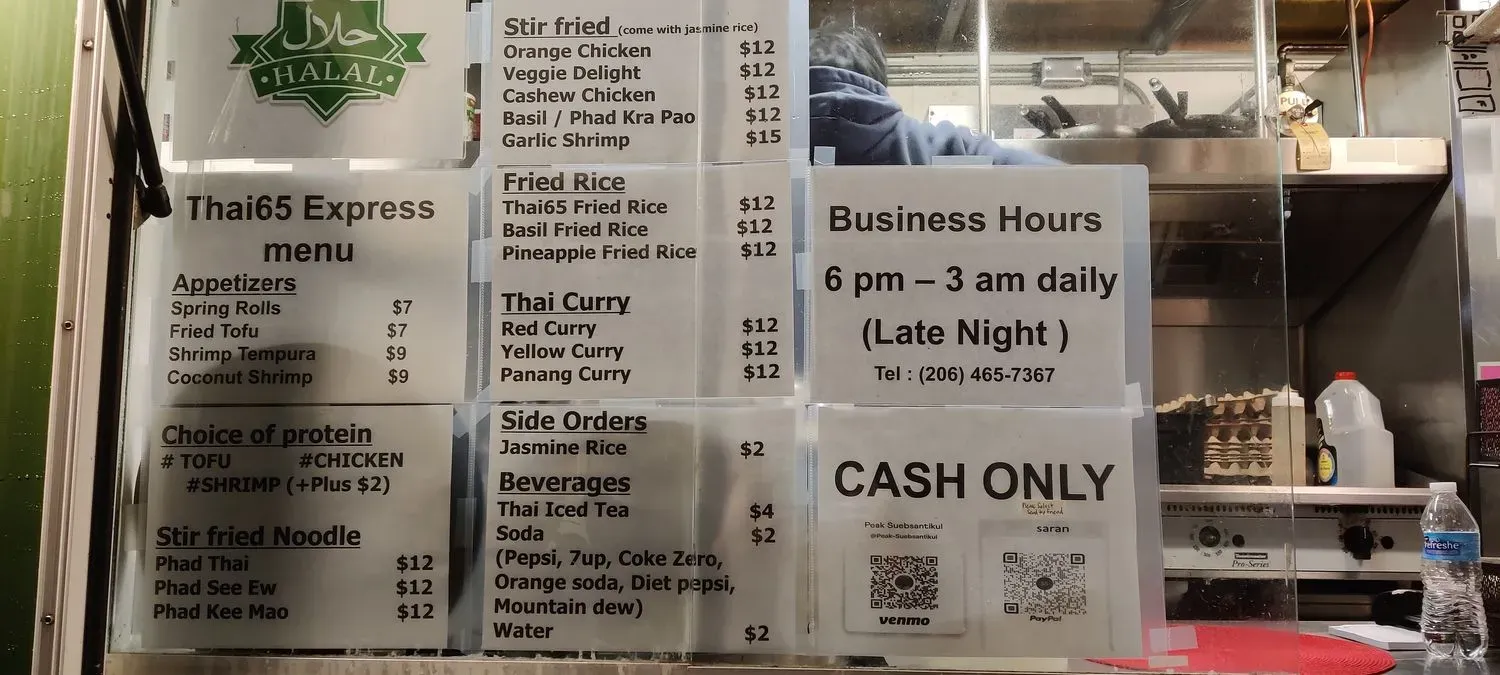 حلال
HALAL
Thai65 Express
menu
Appetizers
Spring Rolls $7
Fried Tofu $7
Shrimp Tempura $9
Coconut Shrimp $9
Choice of protein
# TOFU #CHICKEN
#SHRIMP (+Plus $2)
Stir fried Noodle
Phad Thai $12
Phad See Ew $12
Phad Kee Mao $12
Stir fried (come with jasmine rice)
Orange Chicken $12
Veggie Delight $12
Cashew Chicken $12
Basil / Phad Kra Pao $12
Garlic Shrimp $15
Fried Rice
Thai65 Fried Rice $12
Basil Fried Rice $12
Pineapple Fried Rice $12
Thai Curry
Red Curry $12
Yellow Curry $12
Panang Curry $12
Side Orders
Jasmine Rice $2
Beverages
Thai Iced Tea $4
Soda $2
(Pepsi, 7up, Coke Zero,
Orange soda, Diet pepsi,
Mountain dew)
Water $2
Business Hours
6 pm – 3 am daily
(Late Night )
Tel : (206) 465-7367
CASH ONLY
Peak Suebsantikul
@Peak-Suebsantikul
venmo
saran
PayPal
PULL
Pro-Series